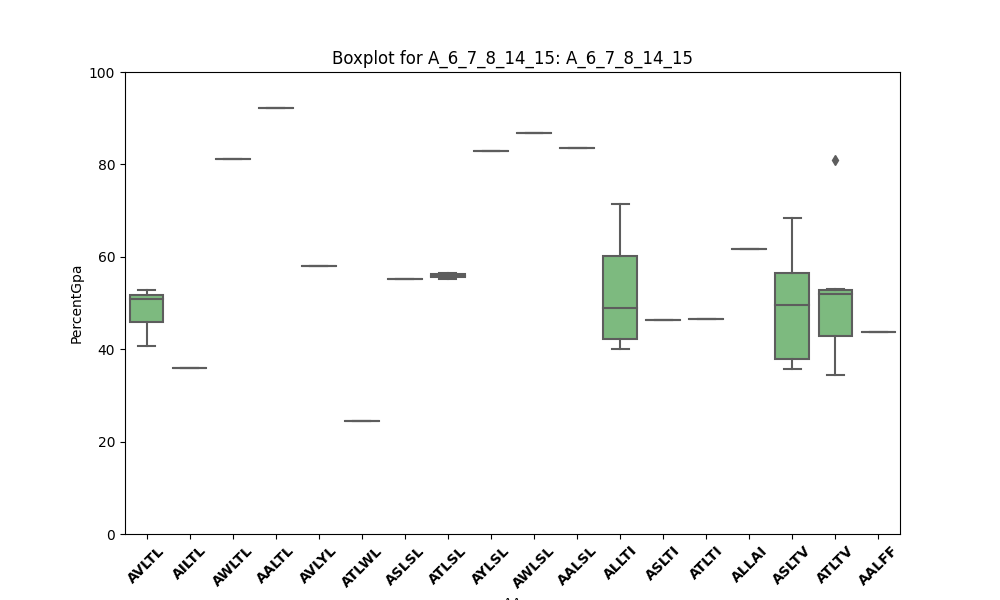 Boxplot for A_6_7_8_14_15: A_6_7_8_14_15
PercentGpa
100
80
60
40
20
0
AVLTL
AILTL
AWLTL
AALTL
AVLYL
ATLWL
ASLSL
ATLSL
AYLSL
AWLSL
AALSL
ALLTI
ASLTI
ATLTI
ALLAI
ASLTV
ATLTV
AALFF